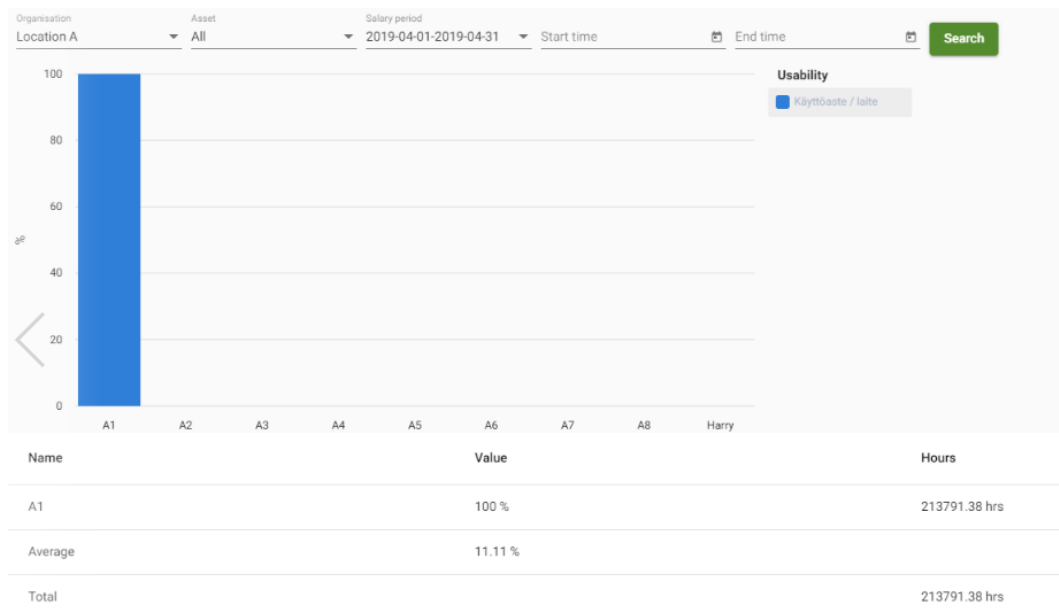 Organisation Asset Salary period
Location A All 2019-04-01-2019-04-31 Start time End time Search
Usability
Käyttöaste / laite
100
80
60
%
40
20
0
A1 A2 A3 A4 A5 A6 A7 A8 Harry
Name Value Hours
A1 100 % 213791.38 hrs
Average 11.11 %
Total 213791.38 hrs